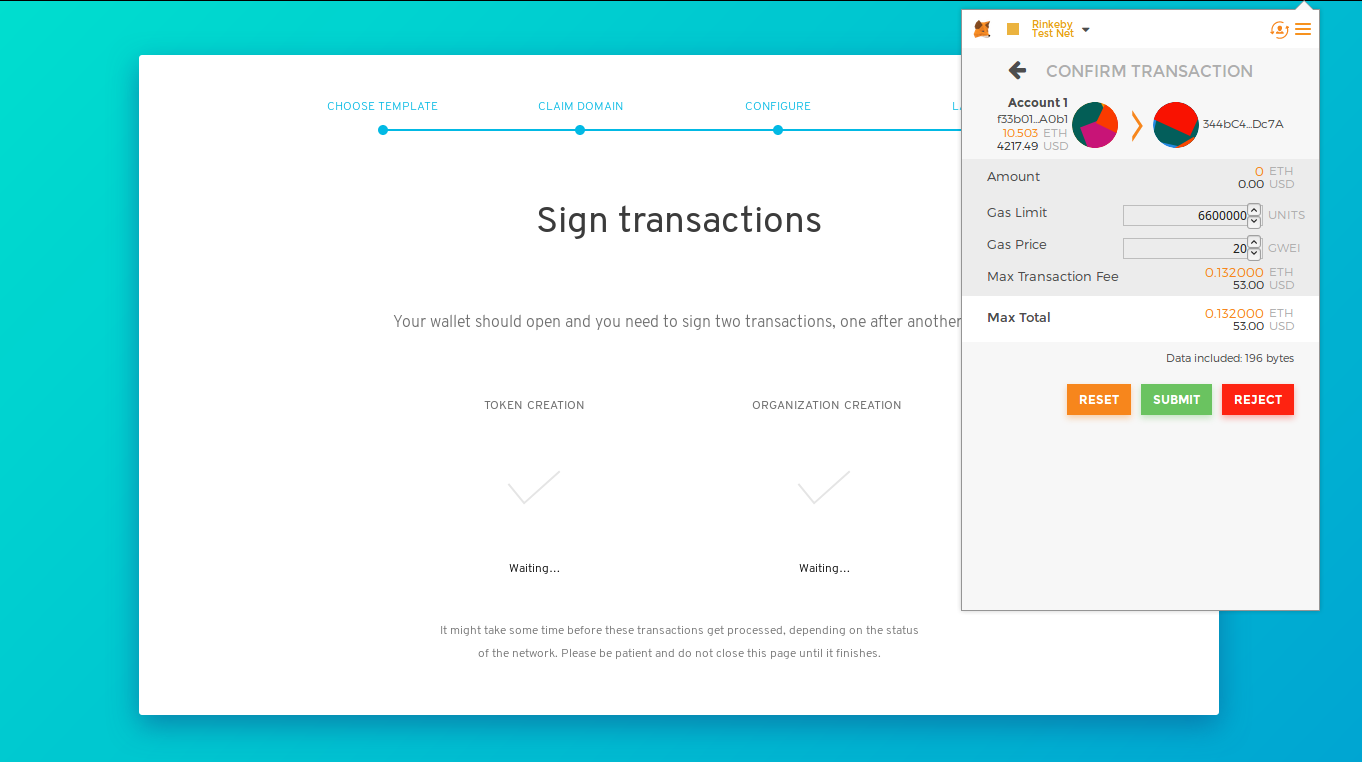 CHOOSE TEMPLATE
CLAIM DOMAIN
CONFIGURE
LA
Sign transactions
Your wallet should open and you need to sign two transactions, one after another
TOKEN CREATION
ORGANIZATION CREATION
Waiting...
Waiting...
It might take some time before these transactions get processed, depending on the status
of the network. Please be patient and do not close this page until it finishes.
Rinkeby
Test Net
CONFIRM TRANSACTION
Account 1
f33b01...A0b1
10.503 ETH
4217.49 USD
344bC4...Dc7A
Amount
0 ETH
0.00 USD
Gas Limit
6600000 UNITS
Gas Price
20 GWEI
Max Transaction Fee
0.132000 ETH
53.00 USD
Max Total
0.132000 ETH
53.00 USD
Data included: 196 bytes
RESET
SUBMIT
REJECT